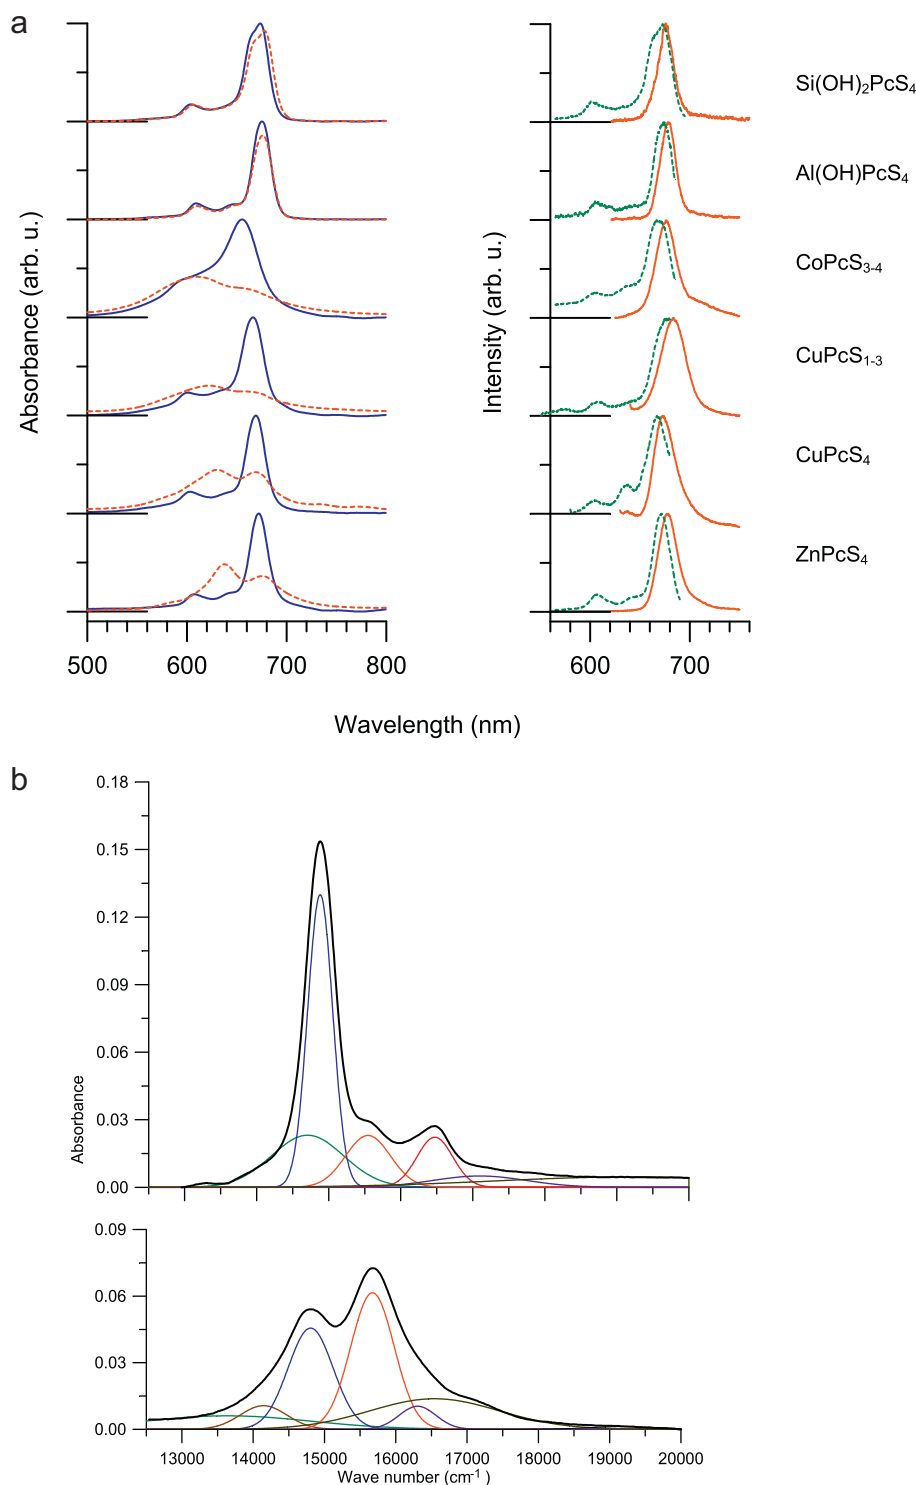 a
Absorbance (arb. u.)
Intensity (arb. u.)
Si(OH)₂PcS₄
Al(OH)PcS₄
CoPcS₃₋₄
CuPcS₁₋₃
CuPcS₄
ZnPcS₄
500 600 700 800
600 700
Wavelength (nm)
b
0.18
0.15
0.12
0.09
0.06
0.03
0.00
Absorbance
0.09
0.06
0.03
0.00
13000 14000 15000 16000 17000 18000 19000 20000
Wave number (cm⁻¹ )